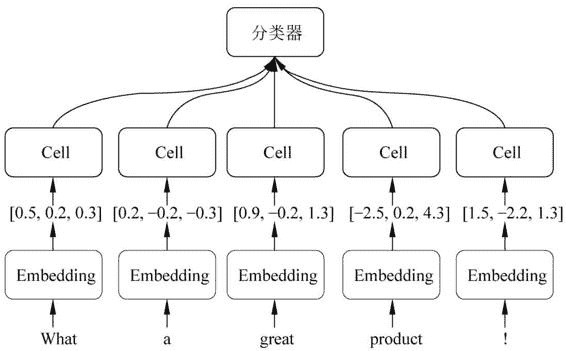 分类器
Cell Cell Cell Cell Cell
[0.5, 0.2, 0.3] [0.2, −0.2, −0.3] [0.9, −0.2, 1.3] [−2.5, 0.2, 4.3] [1.5, −2.2, 1.3]
Embedding Embedding Embedding Embedding Embedding
What a great product !